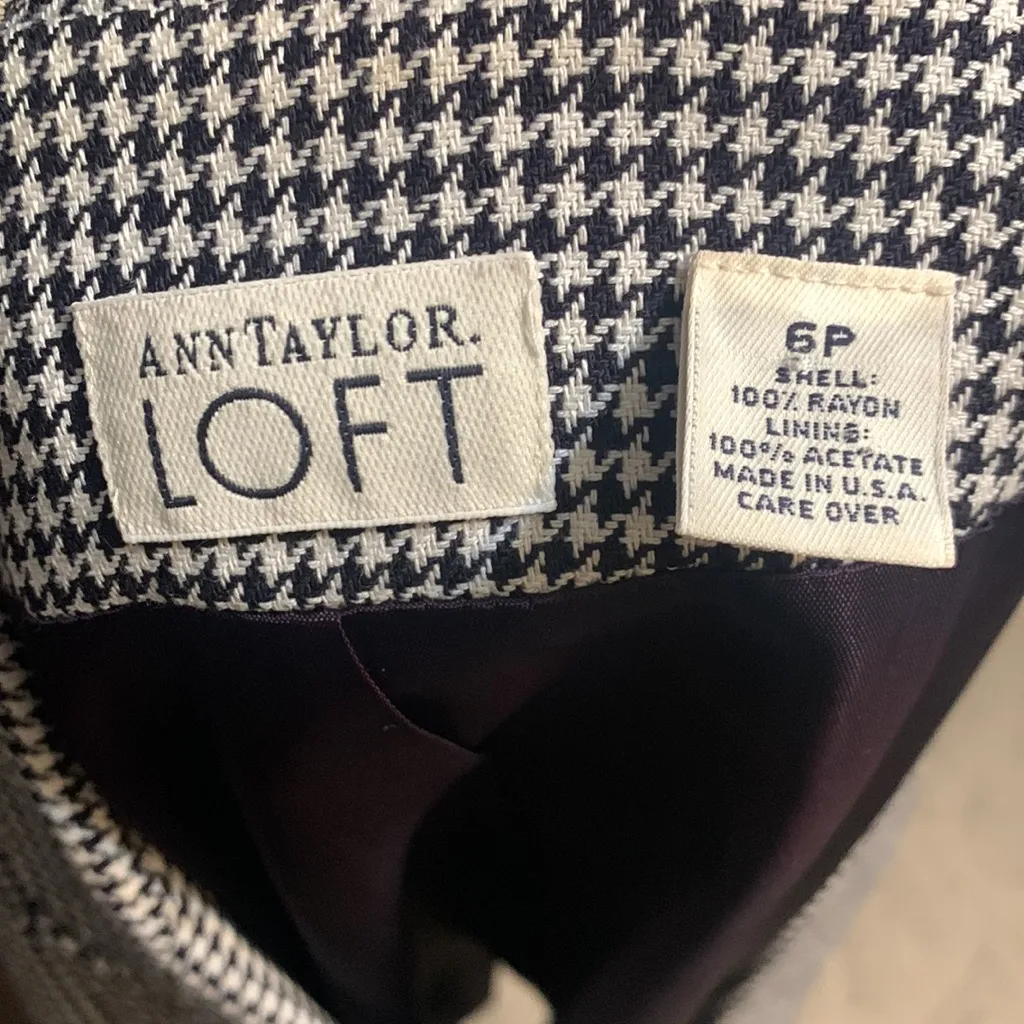 ANNTAYLOR.
LOFT
6P
SHELL:
100% RAYON
LINING:
100% ACETATE
MADE IN U.S.A.
CARE OVER